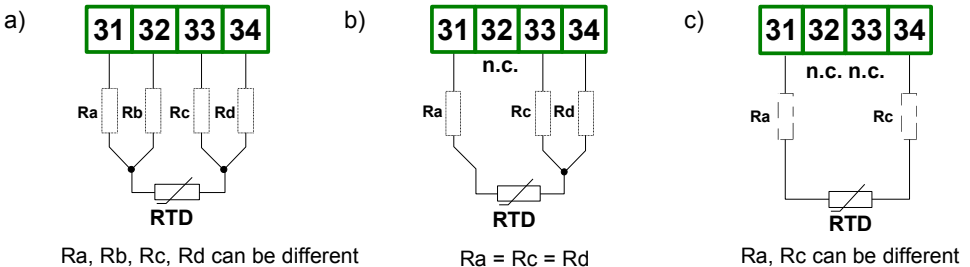 a)
31 32 33 34
Ra Rb Rc Rd
RTD
Ra, Rb, Rc, Rd can be different
b)
31 32 33 34
n.c.
Ra Rc Rd
RTD
Ra = Rc = Rd
c)
31 32 33 34
n.c. n.c.
Ra Rc
RTD
Ra, Rc can be different